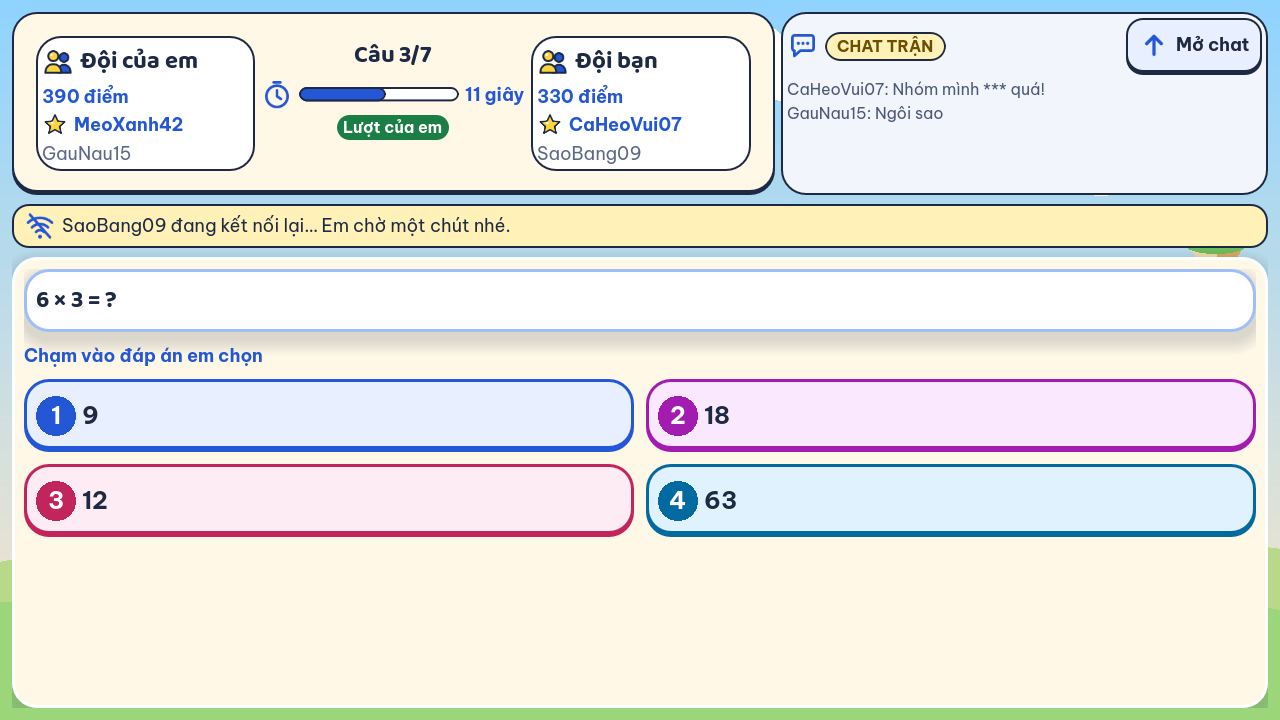 Đội của em
390 điểm
MeoXanh42
GauNau15
Câu 3/7
11 giây
Lượt của em
Đội bạn
330 điểm
CaHeoVui07
SaoBang09
CHAT TRẬN
Mở chat
CaHeoVui07: Nhóm mình *** quá!
GauNau15: Ngôi sao
SaoBang09 đang kết nối lại... Em chờ một chút nhé.
6 × 3 = ?
Chạm vào đáp án em chọn
1 9
2 18
3 12
4 63